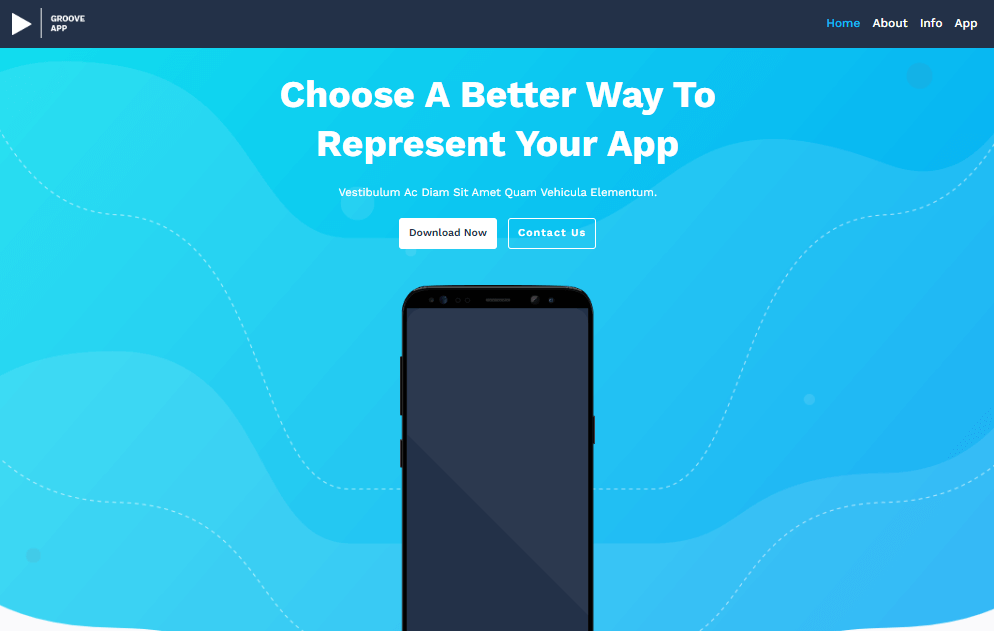 GROOVE
APP
Home About Info App
Choose A Better Way To
Represent Your App
Vestibulum Ac Diam Sit Amet Quam Vehicula Elementum.
Download Now Contact Us